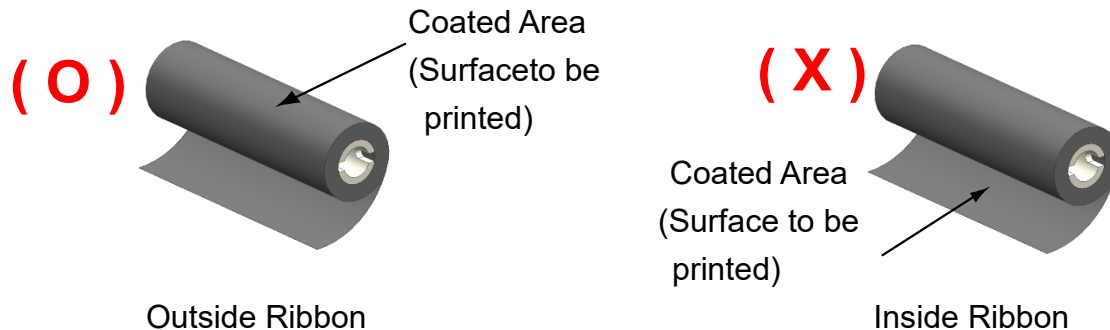 ( O )
Coated Area
(Surfaceto be
printed)
Outside Ribbon
( X )
Coated Area
(Surface to be
printed)
Inside Ribbon